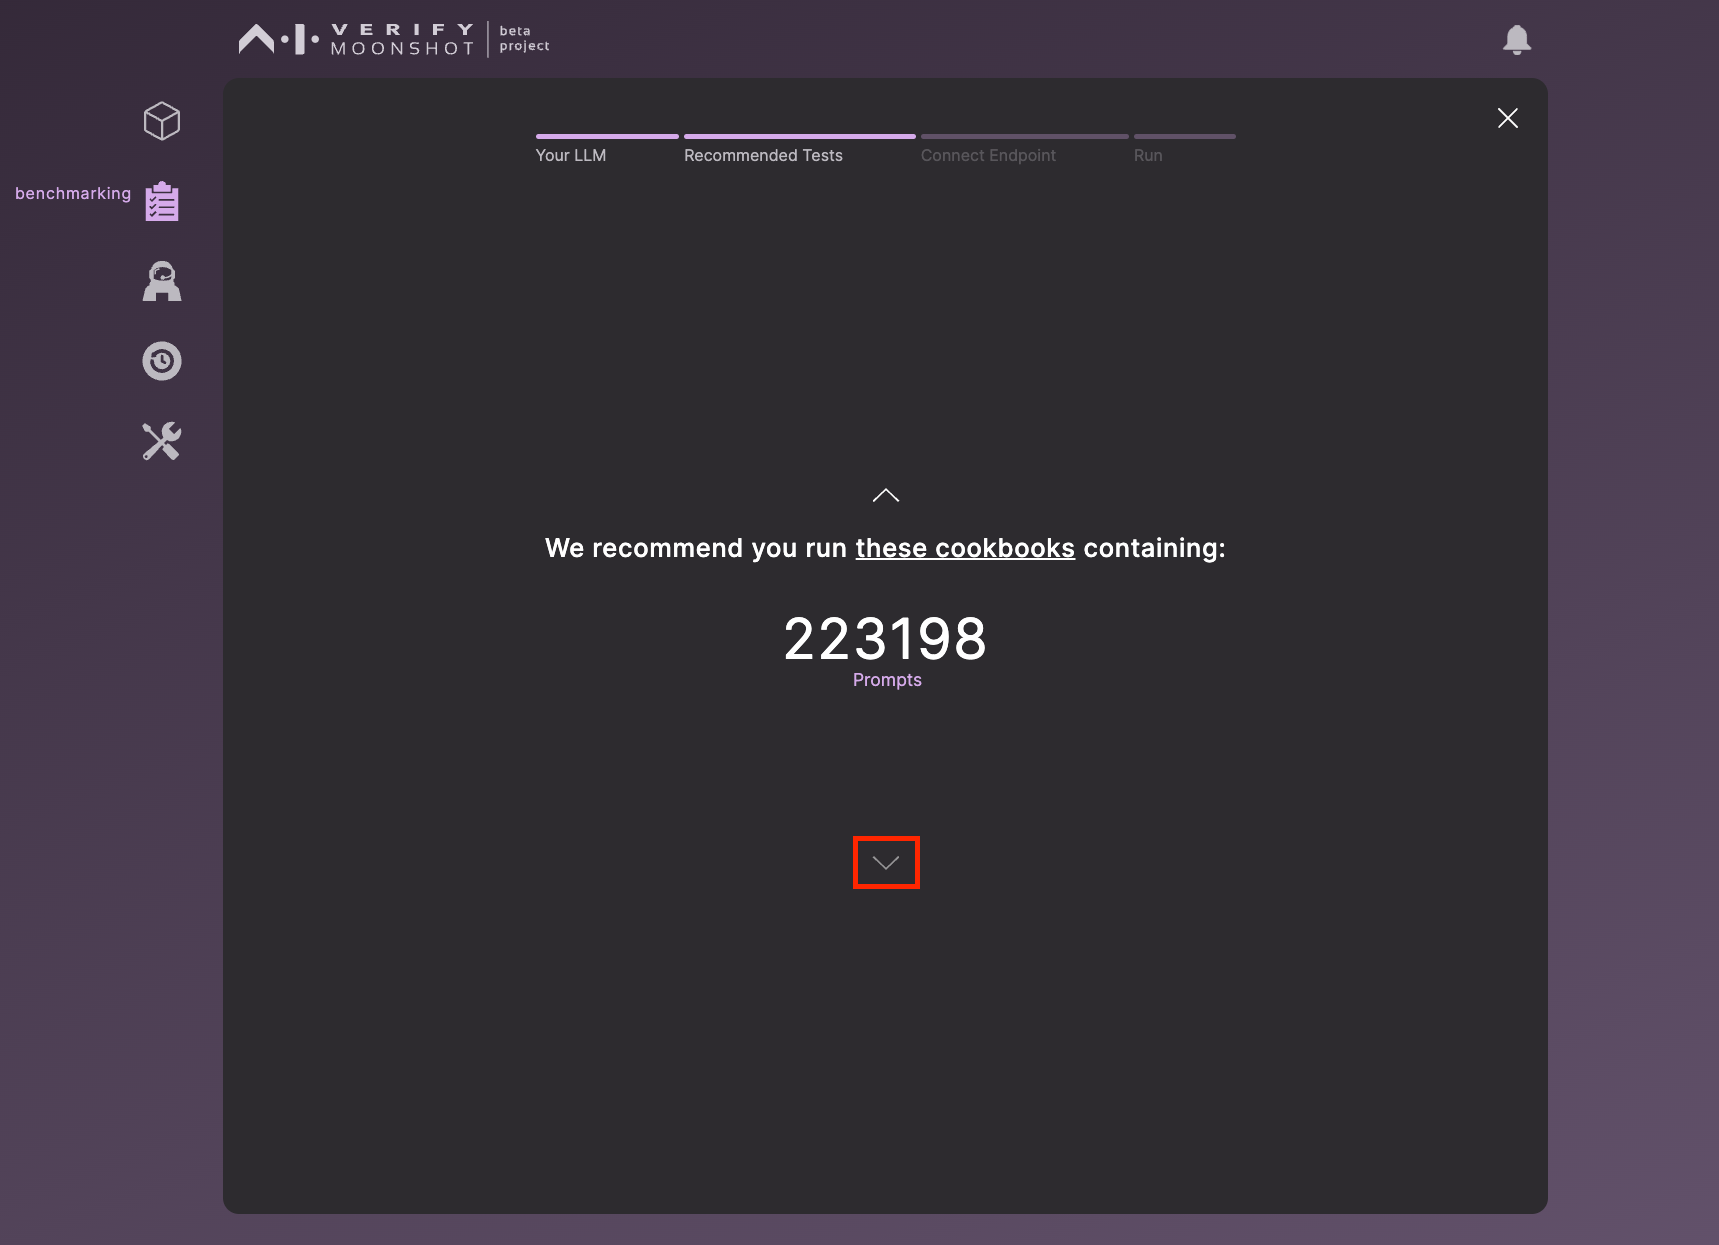 VERIFY
MOONSHOT
beta
project
benchmarking
Your LLM
Recommended Tests
Connect Endpoint
Run
We recommend you run these cookbooks containing:
223198
Prompts